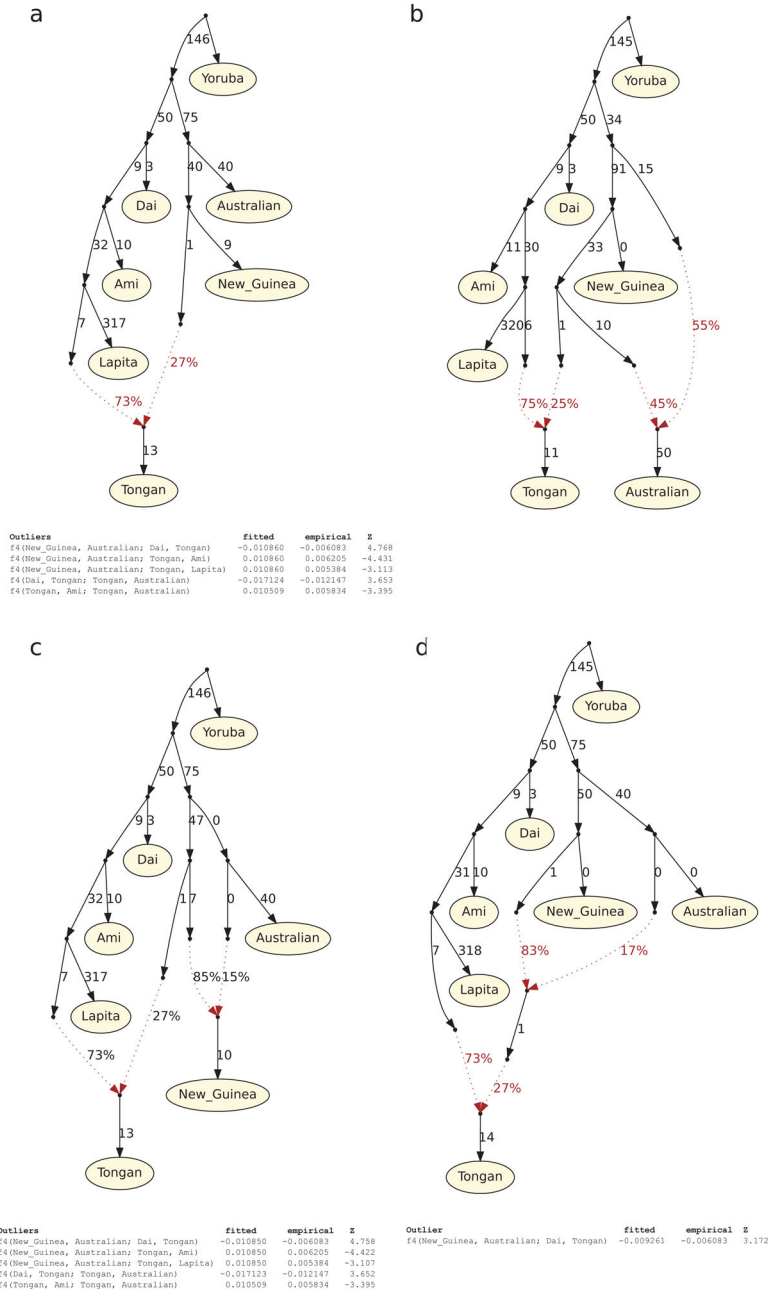 a
146
Yoruba
50 75
9 3 40 40
Dai Australian
32 10 1 9
Ami New_Guinea
7 317
Lapita 27%
73%
13
Tongan
Outliers fitted empirical Z
f4(New_Guinea, Australian; Dai, Tongan) -0.010860 -0.006083 4.768
f4(New_Guinea, Australian; Tongan, Ami) 0.010860 0.006205 -4.431
f4(New_Guinea, Australian; Tongan, Lapita) 0.010860 0.005384 -3.113
f4(Dai, Tongan; Tongan, Australian) -0.017124 -0.012147 3.653
f4(Tongan, Ami; Tongan, Australian) 0.010509 0.005834 -3.395
b
145
Yoruba
50 34
9 3 91 15
Dai
11 30 33 0
Ami New_Guinea
320 6 1 10 55%
Lapita
75% 25% 45%
11 50
Tongan Australian
c
146
Yoruba
50 75
9 3 47 0
Dai
32 10 17 0 40
Ami Australian
7 317 85% 15%
Lapita 27%
73% 10
New_Guinea
13
Tongan
Outliers fitted empirical Z
f4(New_Guinea, Australian; Dai, Tongan) -0.010850 -0.006083 4.758
f4(New_Guinea, Australian; Tongan, Ami) 0.010850 0.006205 -4.422
f4(New_Guinea, Australian; Tongan, Lapita) 0.010850 0.005384 -3.107
f4(Dai, Tongan; Tongan, Australian) -0.017123 -0.012147 3.652
f4(Tongan, Ami; Tongan, Australian) 0.010509 0.005834 -3.395
d
145
Yoruba
50 75
9 3 50 40
Dai
31 10 1 0 0 0
Ami New_Guinea Australian
7 318 83% 17%
Lapita
1
73%
27%
14
Tongan
Outlier fitted empirical Z
f4(New_Guinea, Australian; Dai, Tongan) -0.009261 -0.006083 3.172